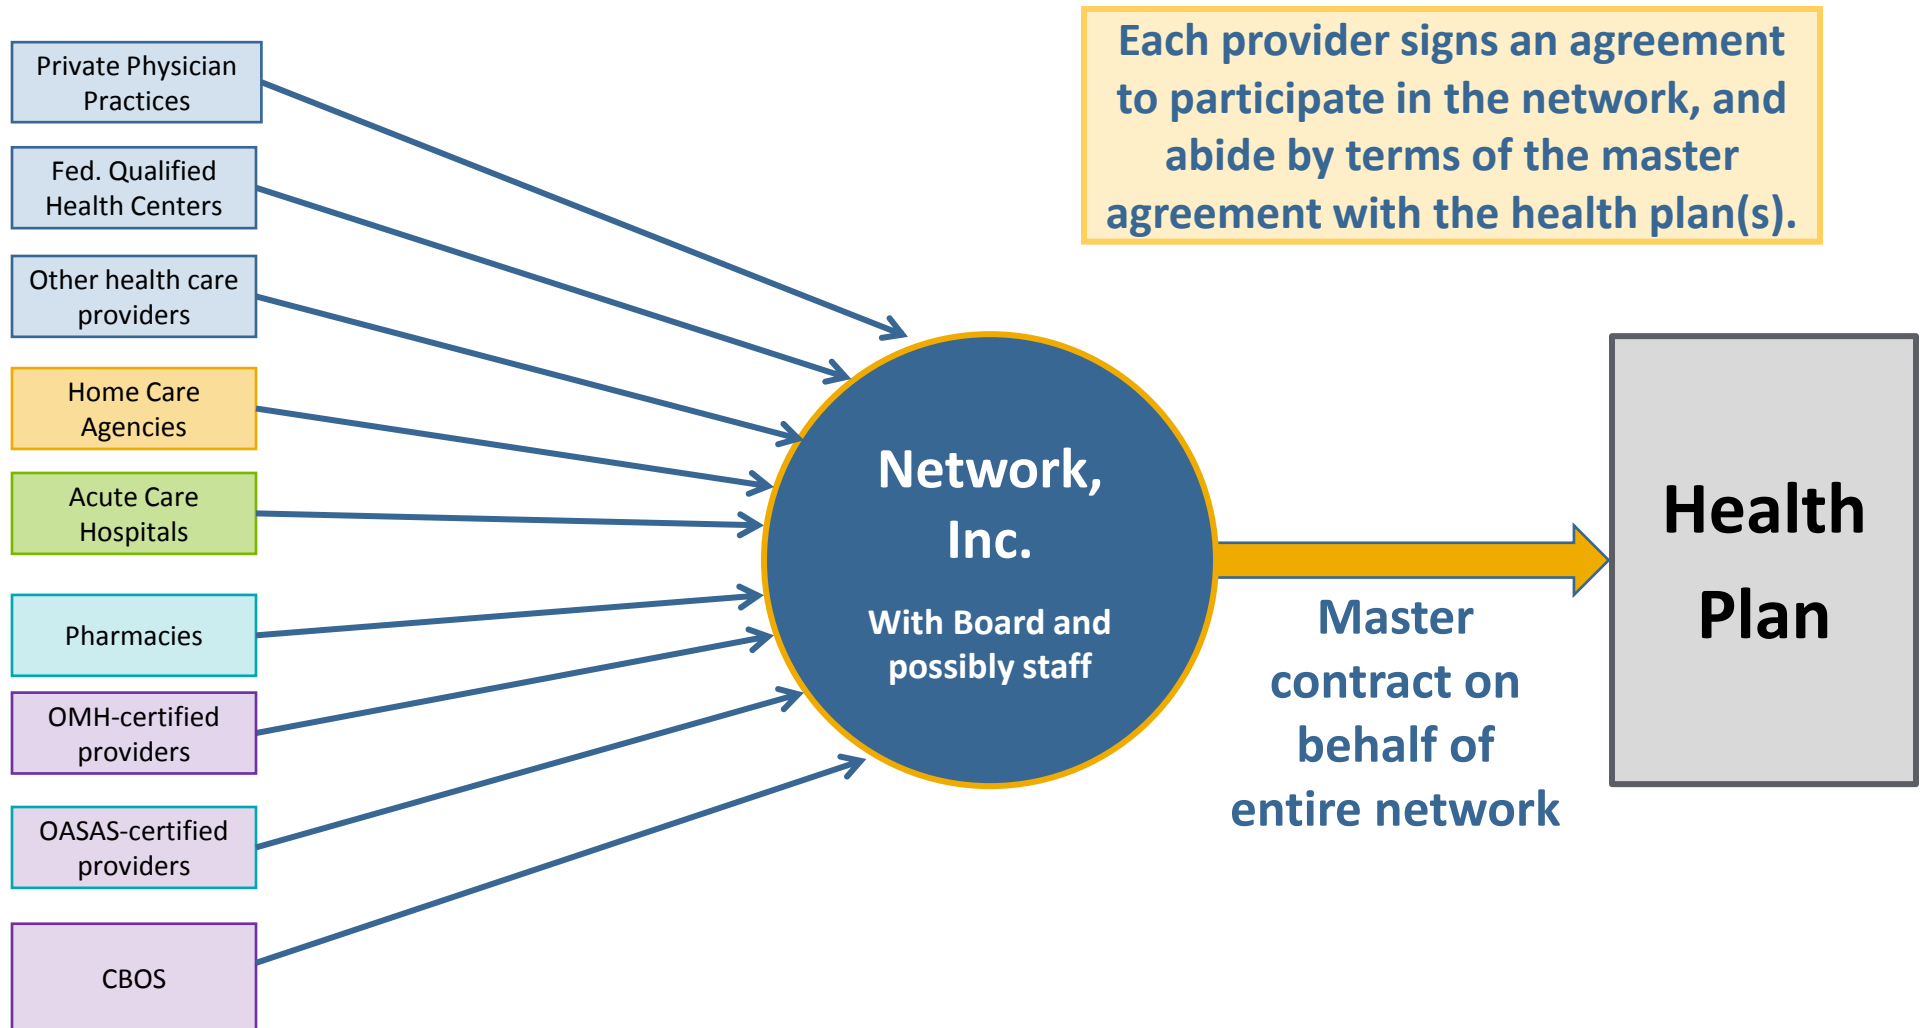 Private Physician
Practices
Fed. Qualified
Health Centers
Other health care
providers
Home Care
Agencies
Acute Care
Hospitals
Pharmacies
OMH-certified
providers
OASAS-certified
providers
CBOS
Each provider signs an agreement
to participate in the network, and
abide by terms of the master
agreement with the health plan(s).
Network,
Inc.
With Board and
possibly staff
Master
contract on
behalf of
entire network
Health
Plan